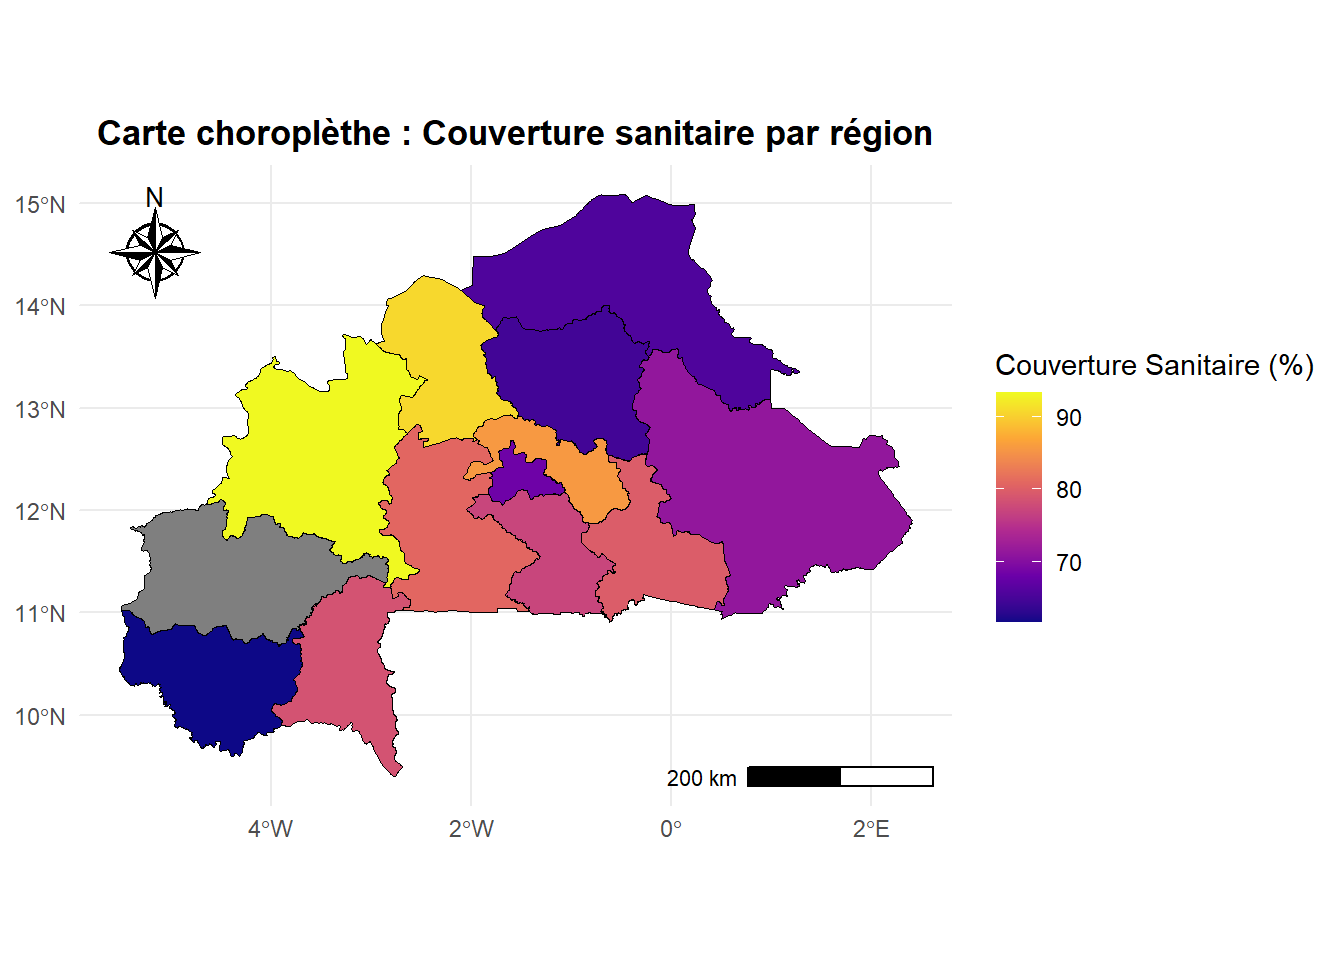 Carte choroplèthe : Couverture sanitaire par région
N
15°N
14°N
13°N
12°N
11°N
10°N
4°W
2°W
0°
2°E
200 km
Couverture Sanitaire (%)
90
80
70